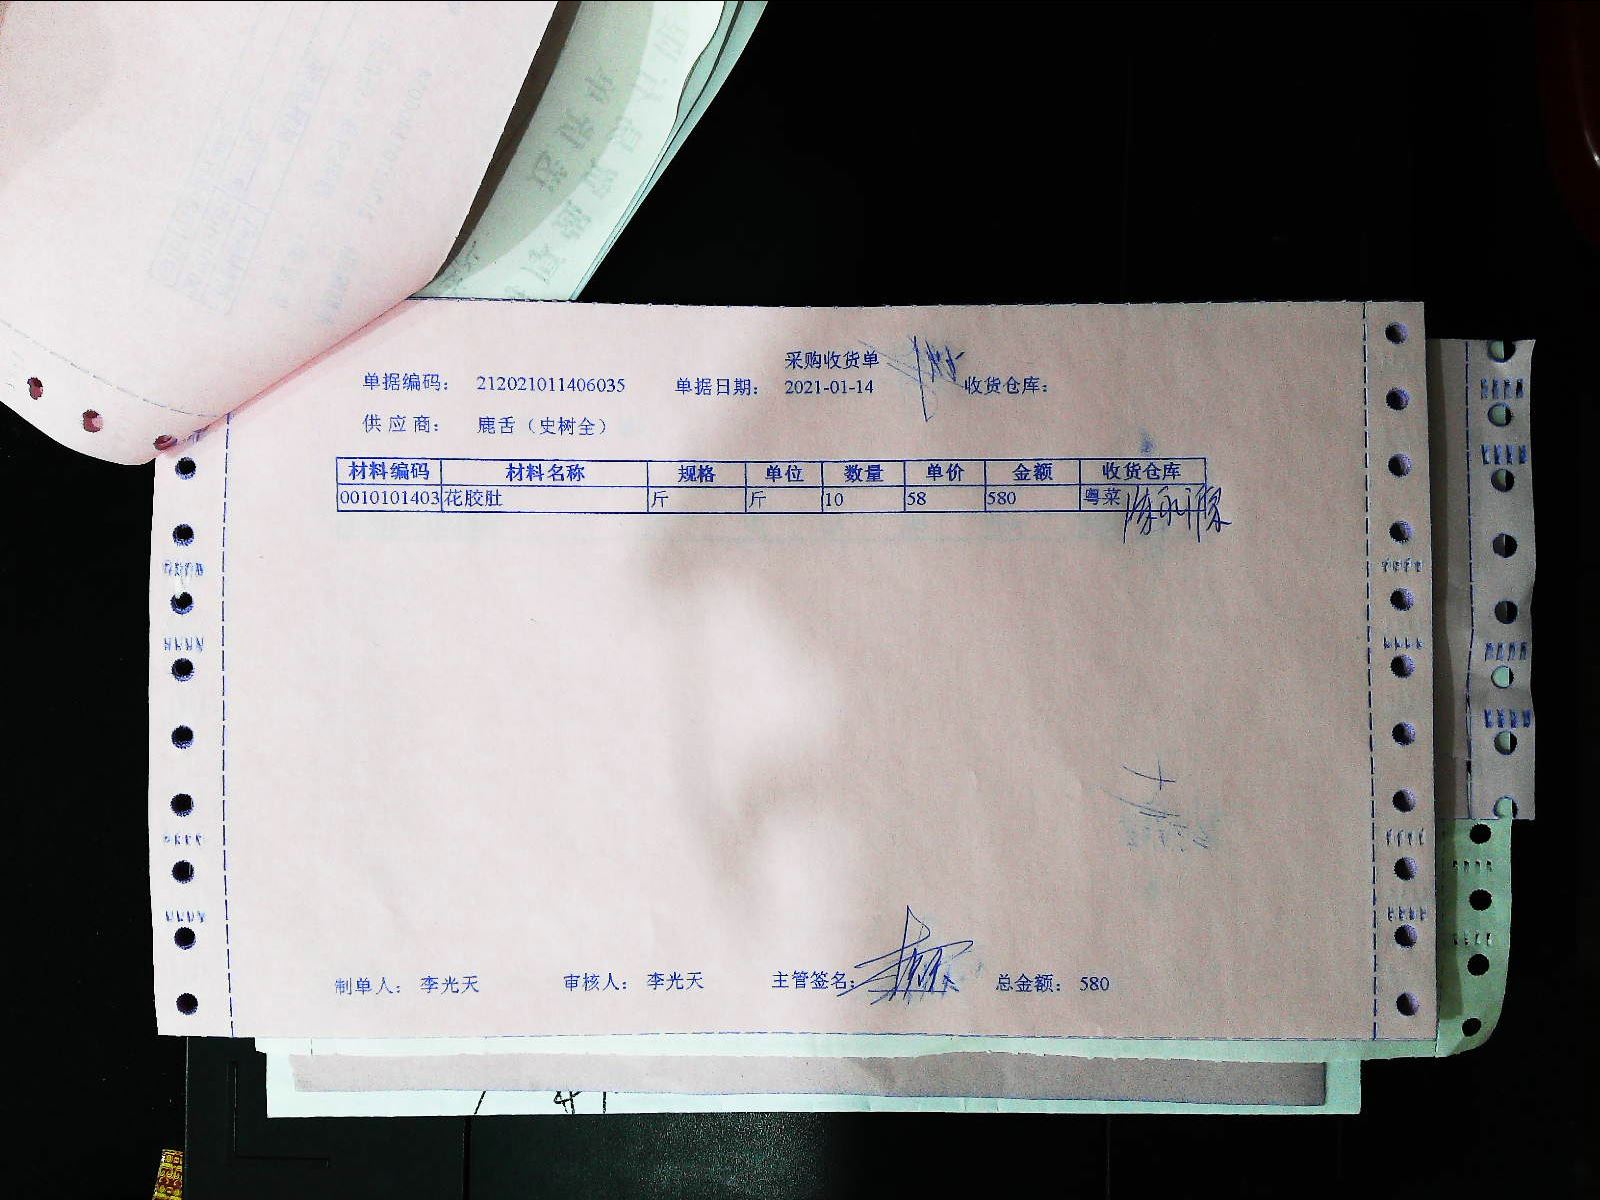 采购收货单
单据编码： 212021011406035 单据日期： 2021-01-14 收货仓库：
供 应 商： 鹿舌（史树全）
材料编码 材料名称 规格 单位 数量 单价 金额 收货仓库
0010101403 花胶肚 斤 斤 10 58 580 粤菜
制单人： 李光天 审核人： 李光天 主管签名： 总金额： 580